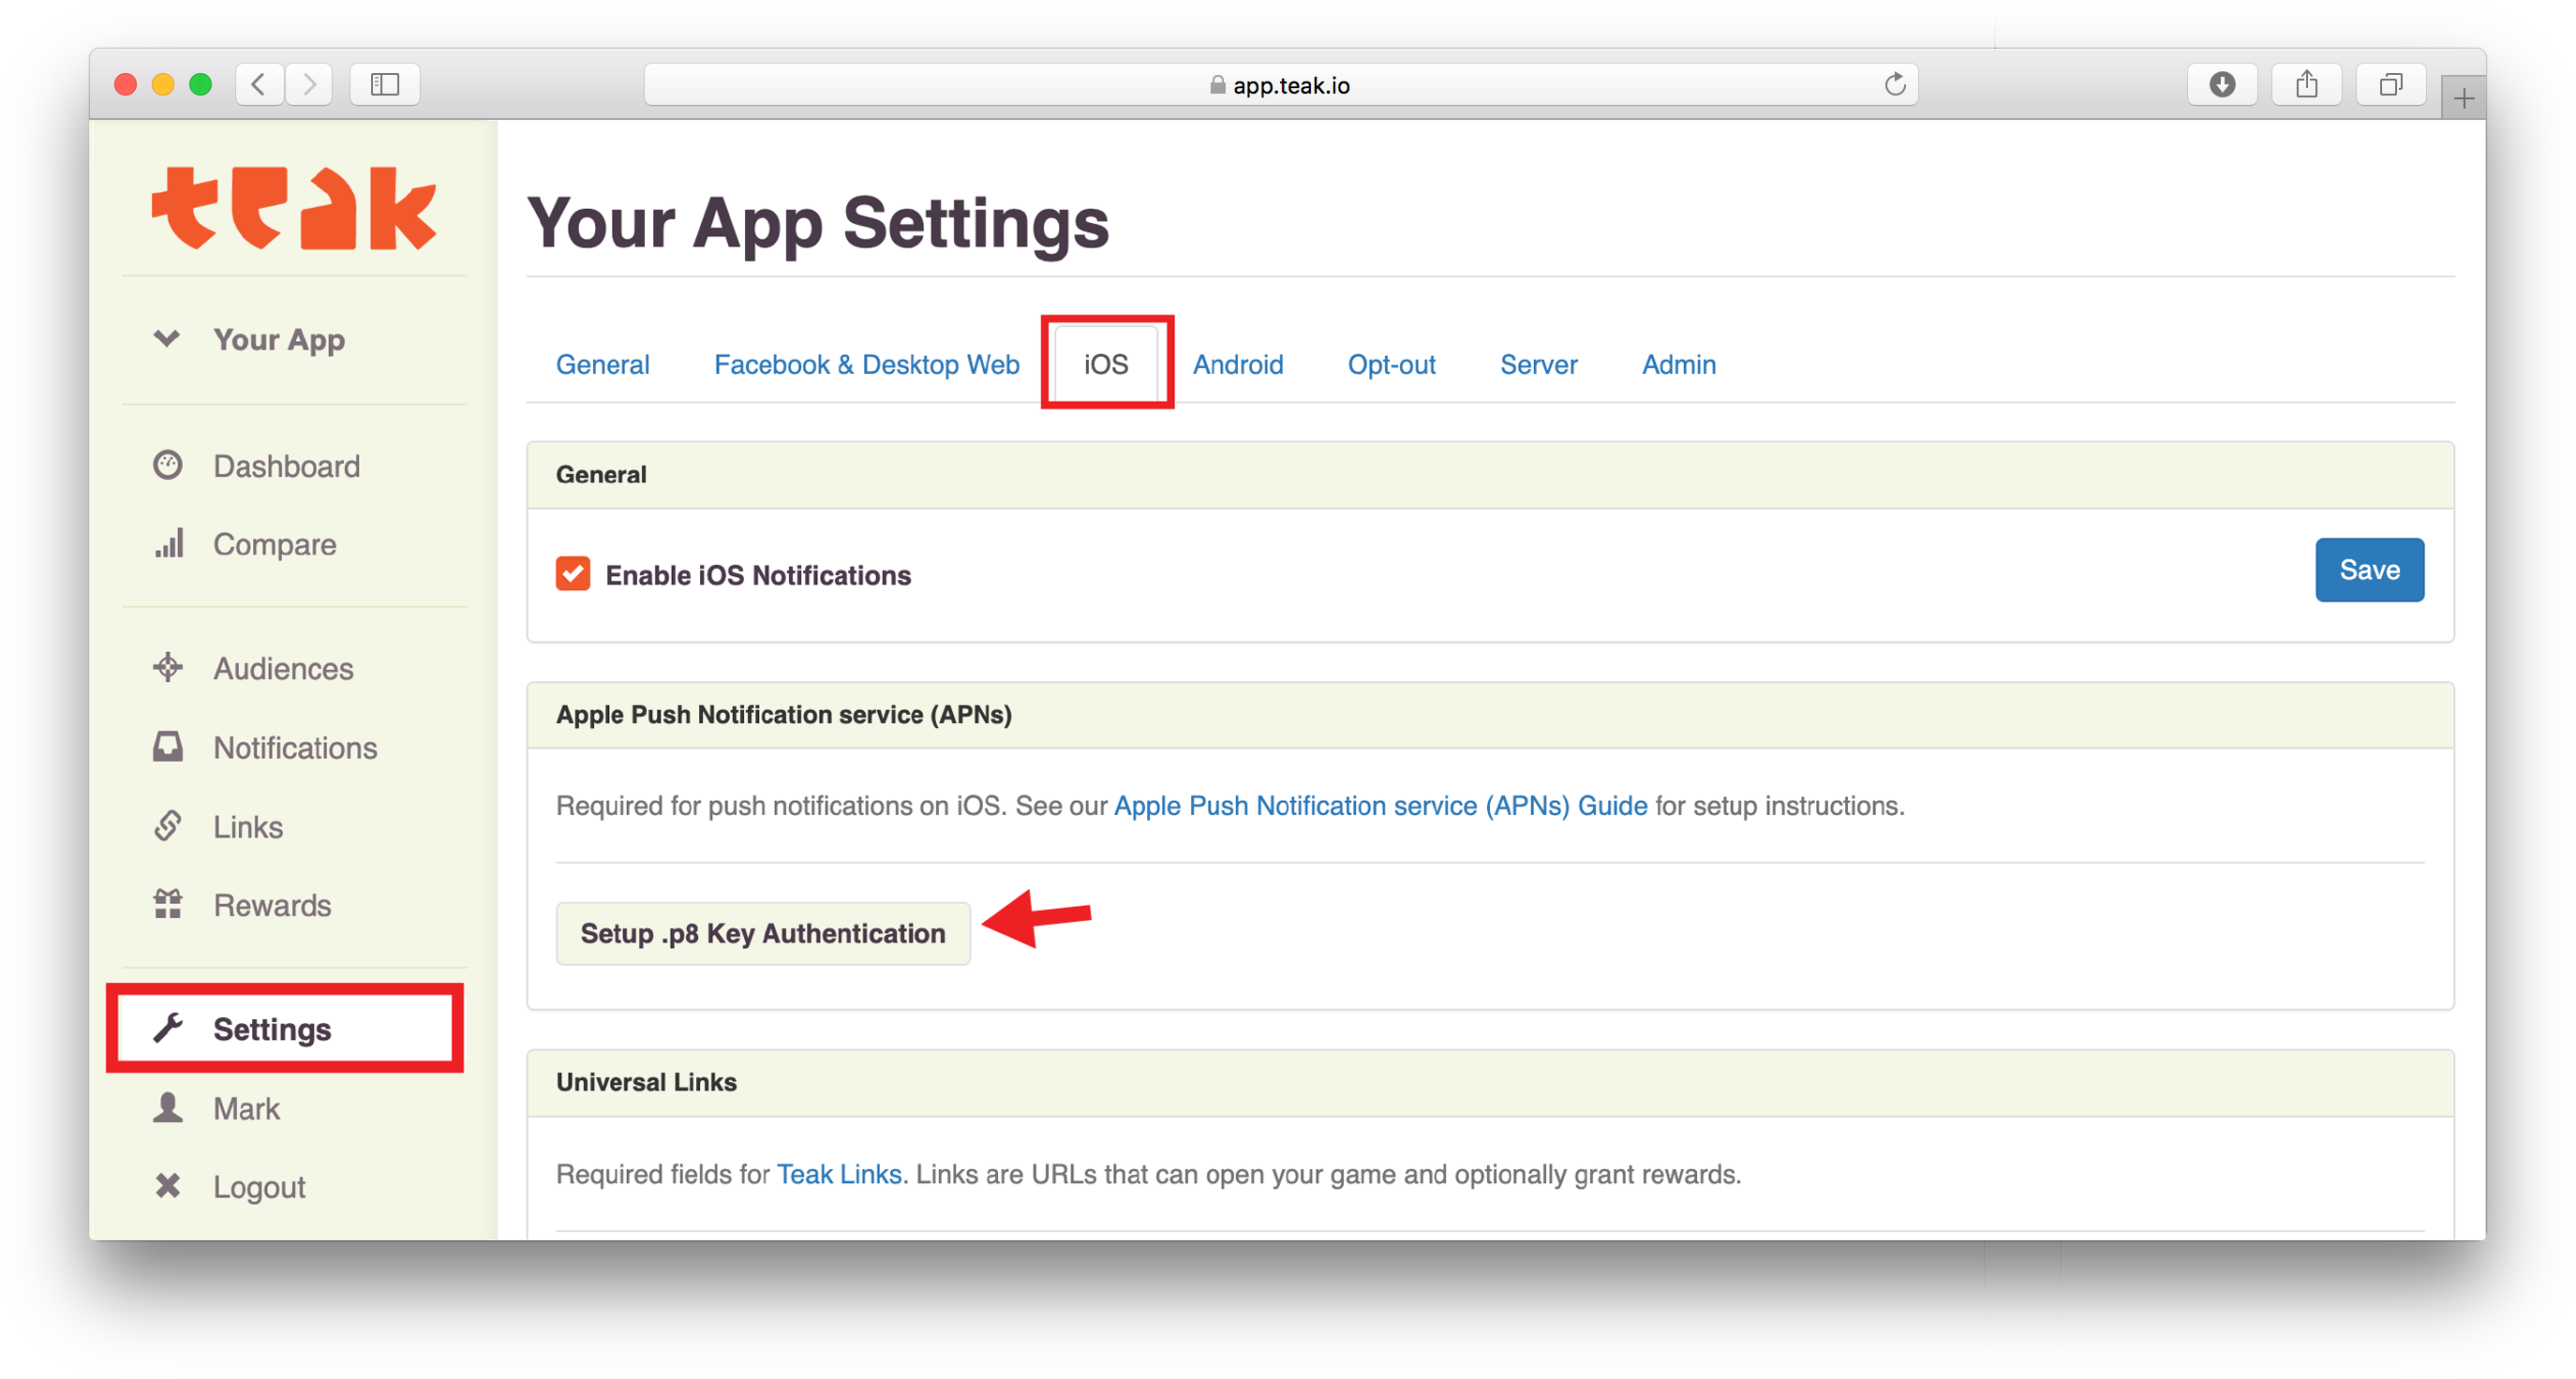 app.teak.io
teak
Your App
Dashboard
Compare
Audiences
Notifications
Links
Rewards
Settings
Mark
Logout
Your App Settings
General Facebook & Desktop Web iOS Android Opt-out Server Admin
General
Enable iOS Notifications
Save
Apple Push Notification service (APNs)
Required for push notifications on iOS. See our Apple Push Notification service (APNs) Guide for setup instructions.
Setup .p8 Key Authentication
Universal Links
Required fields for Teak Links. Links are URLs that can open your game and optionally grant rewards.